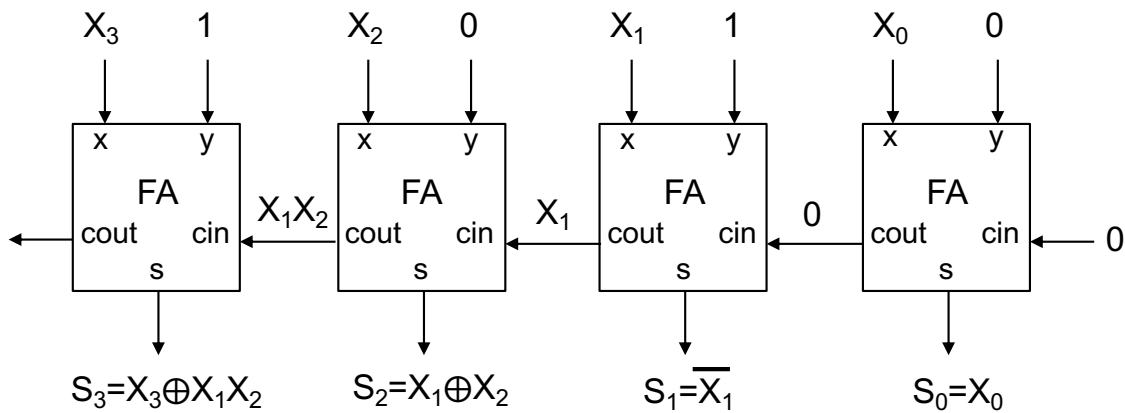 X₃ 1 X₂ 0 X₁ 1 X₀ 0
x y x y x y x y
FA FA FA FA
X₁X₂ X₁ 0
cout cin cout cin cout cin cout cin 0
s s s s
S₃=X₃⊕X₁X₂ S₂=X₁⊕X₂ S₁=X̅₁ S₀=X₀